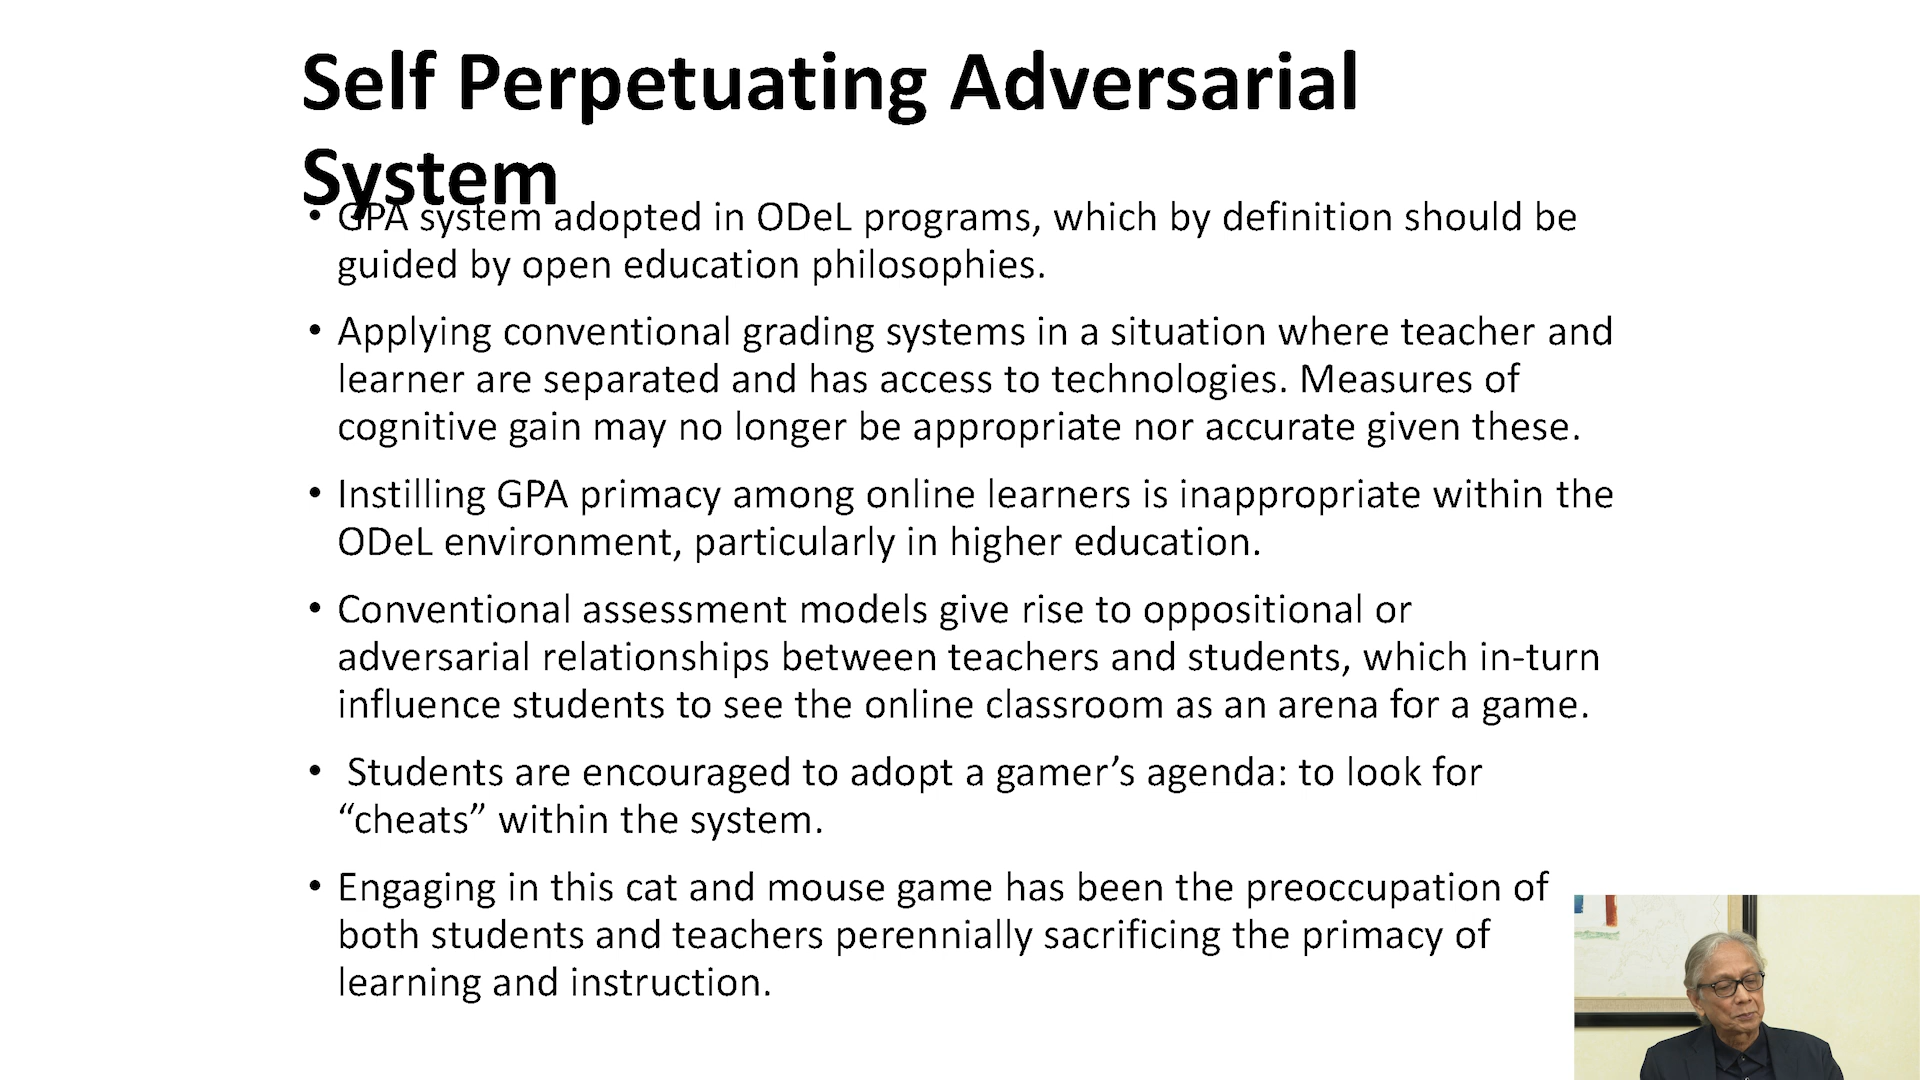 Self Perpetuating Adversarial
System
• GPA system adopted in ODeL programs, which by definition should be
guided by open education philosophies.
• Applying conventional grading systems in a situation where teacher and
learner are separated and has access to technologies. Measures of
cognitive gain may no longer be appropriate nor accurate given these.
• Instilling GPA primacy among online learners is inappropriate within the
ODeL environment, particularly in higher education.
• Conventional assessment models give rise to oppositional or
adversarial relationships between teachers and students, which in-turn
influence students to see the online classroom as an arena for a game.
• Students are encouraged to adopt a gamer’s agenda: to look for
“cheats” within the system.
• Engaging in this cat and mouse game has been the preoccupation of
both students and teachers perennially sacrificing the primacy of
learning and instruction.